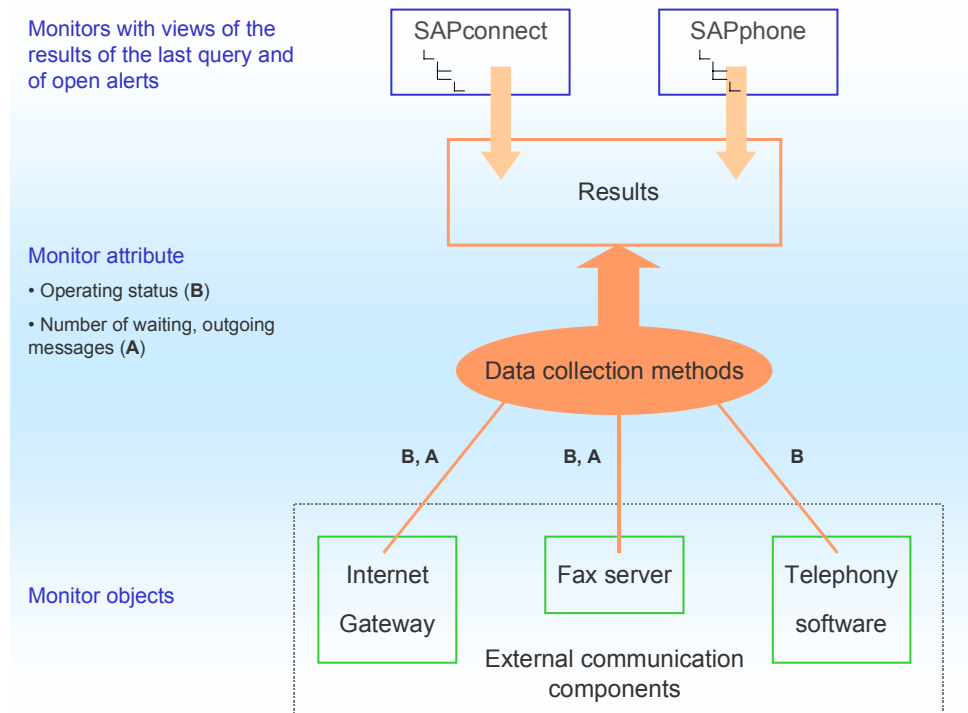 Monitors with views of the
results of the last query and
of open alerts
SAPconnect
SAPphone
Results
Monitor attribute
• Operating status (B)
• Number of waiting, outgoing
messages (A)
Data collection methods
B, A
B, A
B
Monitor objects
Internet
Gateway
Fax server
Telephony
software
External communication
components